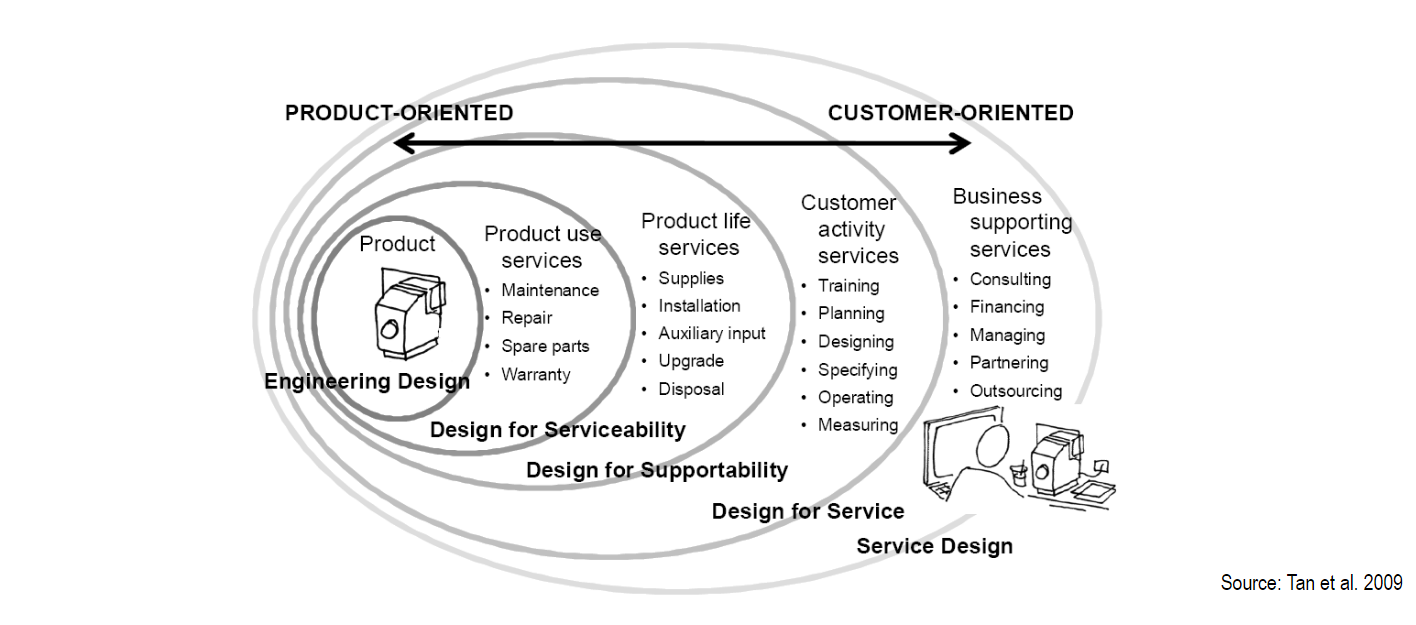 PRODUCT-ORIENTED
CUSTOMER-ORIENTED
Product
Engineering Design
Product use
services
• Maintenance
• Repair
• Spare parts
• Warranty
Design for Serviceability
Product life
services
• Supplies
• Installation
• Auxiliary input
• Upgrade
• Disposal
Design for Supportability
Customer
activity
services
• Training
• Planning
• Designing
• Specifying
• Operating
• Measuring
Design for Service
Business
supporting
services
• Consulting
• Financing
• Managing
• Partnering
• Outsourcing
Service Design
Source: Tan et al. 2009